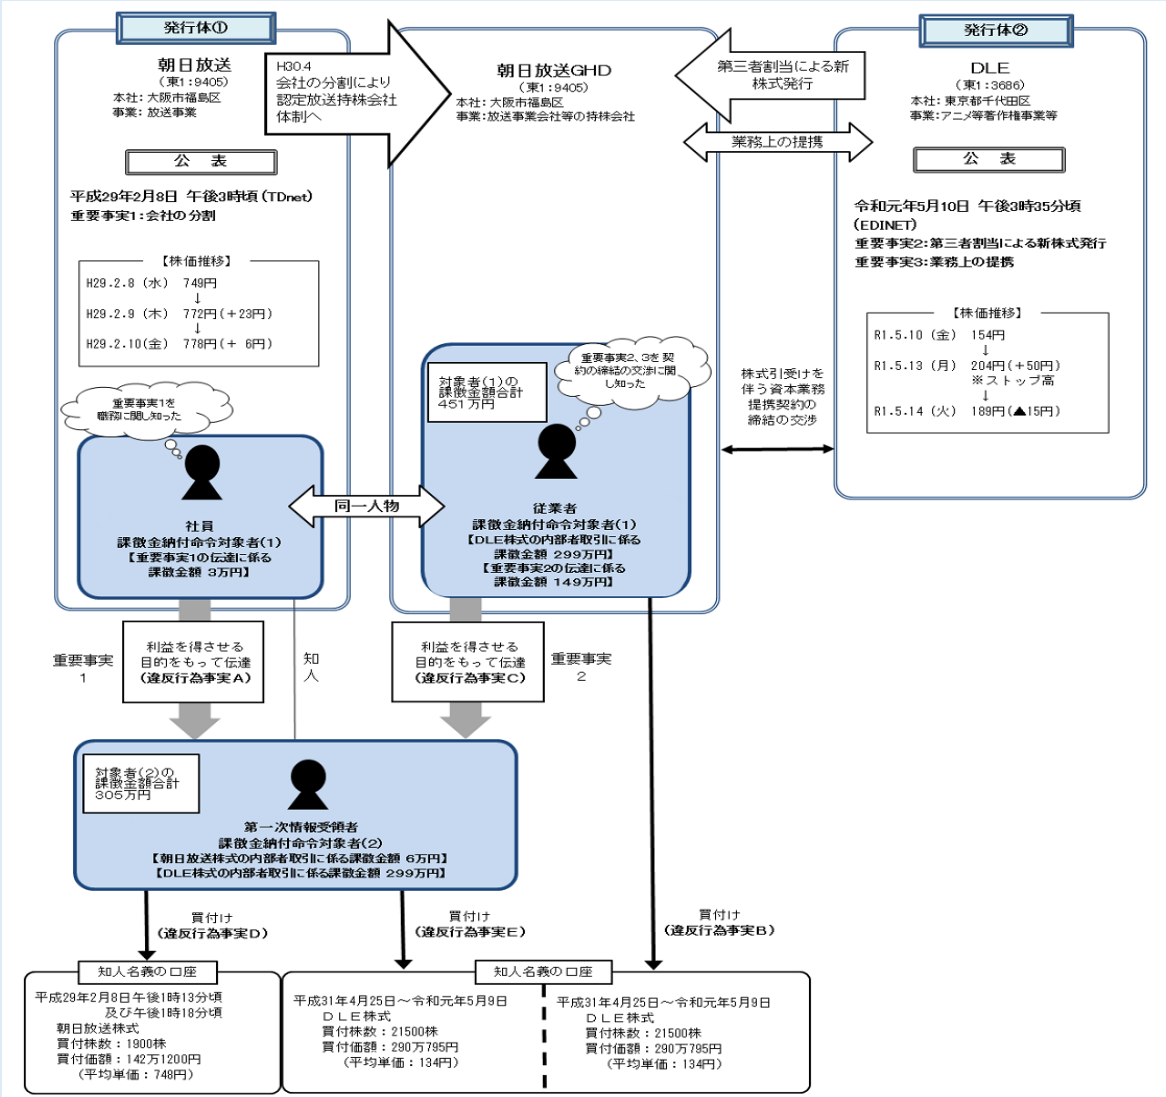 発行体①
朝日放送
(東1:9405)
本社:大阪市福島区
事業:放送事業
公　表
平成29年2月8日 午後3時頃(TDnet)
重要事実1:会社の分割
【株価推移】
H29.2.8 (水) 749円
↓
H29.2.9 (木) 772円(+23円)
↓
H29.2.10(金) 778円(+ 6円)
H30.4
会社の分割により
認定放送持株会社
体制へ
朝日放送GHD
(東1:9405)
本社:大阪市福島区
事業:放送事業会社等の持株会社
第三者割当による新
株式発行
業務上の提携
発行体②
DLE
(東1:3686)
本社:東京都千代田区
事業:アニメ等著作権事業等
公　表
令和元年5月10日 午後3時35分頃
(EDINET)
重要事実2:第三者割当による新株式発行
重要事実3:業務上の提携
【株価推移】
R1.5.10 (金) 154円
↓
R1.5.13 (月) 204円(+50円)
※ストップ高
↓
R1.5.14 (火) 189円(▲15円)
重要事実1を
職務に関し知った
社員
課徴金納付命令対象者(1)
【重要事実1の伝達に係る
課徴金額 3万円】
同一人物
対象者(1)の
課徴金額合計
451万円
重要事実2、3を 契
約の締結の交渉に関
し知った
従業者
課徴金納付命令対象者(1)
【DLE株式の内部者取引に係る
課徴金額 299万円】
【重要事実2の伝達に係る
課徴金額 149万円】
株式引受けを
伴う資本業務
提携契約の
締結の交渉
重要事実
1
利益を得させる
目的をもって伝達
(違反行為事実A)
知
人
利益を得させる
目的をもって伝達
(違反行為事実C)
重要事実
2
対象者(2)の
課徴金額合計
305万円
第一次情報受領者
課徴金納付命令対象者(2)
【朝日放送株式の内部者取引に係る課徴金額 6万円】
【DLE株式の内部者取引に係る課徴金額 299万円】
買付け
(違反行為事実D)
買付け
(違反行為事実E)
買付け
(違反行為事実B)
知人名義の口座
平成29年2月8日午後1時13分頃
及び午後1時18分頃
朝日放送株式
買付株数:1900株
買付価額:142万1200円
(平均単価:748円)
知人名義の口座
平成31年4月25日～令和元年5月9日
DLE株式
買付株数:21500株
買付価額:290万795円
(平均単価:134円)
平成31年4月25日～令和元年5月9日
DLE株式
買付株数:21500株
買付価額:290万795円
(平均単価:134円)